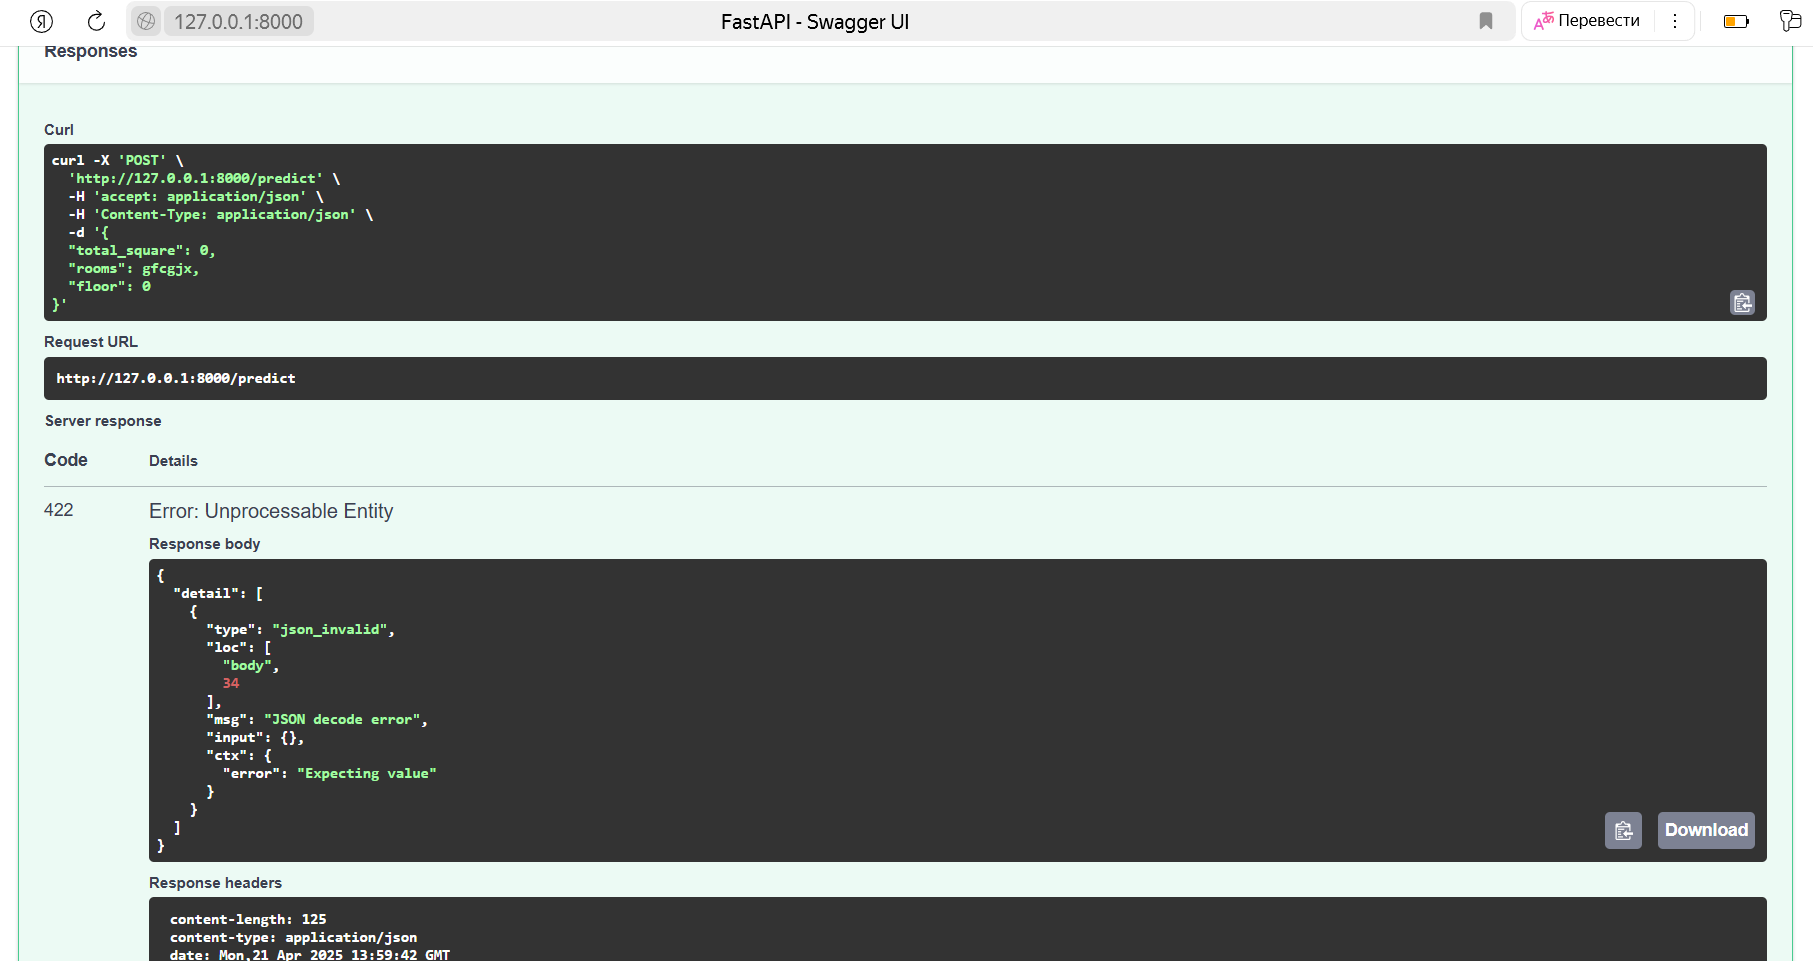 127.0.0.1:8000
FastAPI - Swagger UI
Перевести
Responses
Curl
curl -X 'POST' \
'http://127.0.0.1:8000/predict' \
-H 'accept: application/json' \
-H 'Content-Type: application/json' \
-d '{
"total_square": 0,
"rooms": gfcgjx,
"floor": 0
}'
Request URL
http://127.0.0.1:8000/predict
Server response
Code Details
422 Error: Unprocessable Entity
Response body
{
"detail": [
{
"type": "json_invalid",
"loc": [
"body",
34
],
"msg": "JSON decode error",
"input": {},
"ctx": {
"error": "Expecting value"
}
}
]
}
Download
Response headers
content-length: 125
content-type: application/json
date: Mon,21 Apr 2025 13:59:42 GMT